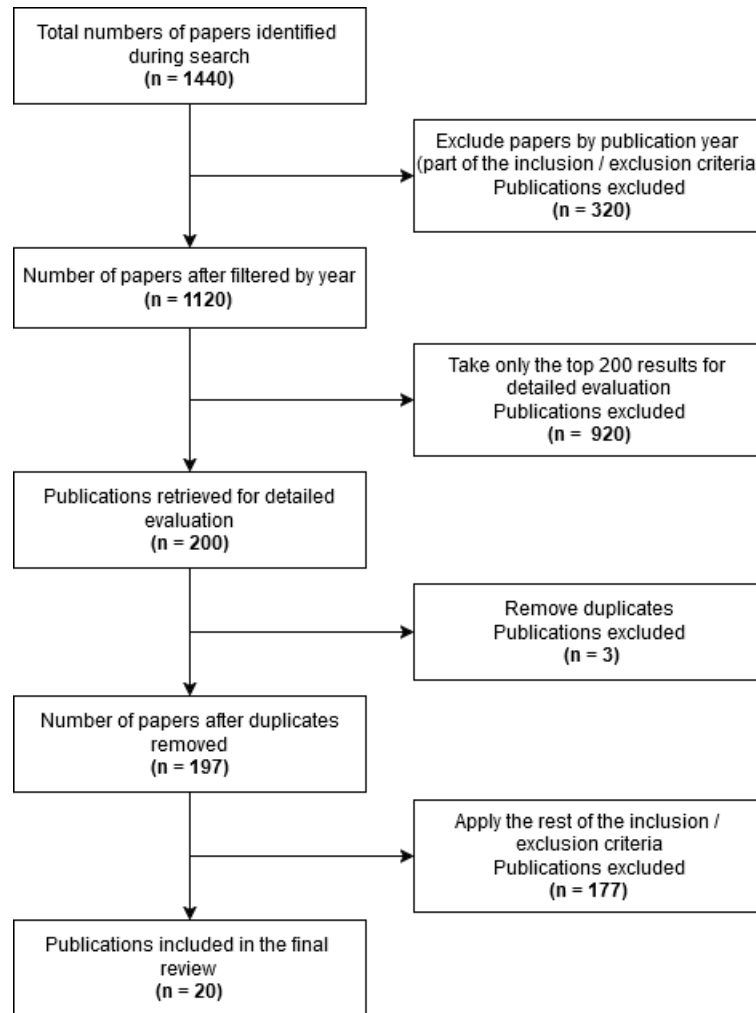 Total numbers of papers identified
during search
(n = 1440)
Exclude papers by publication year
(part of the inclusion / exclusion criteria
Publications excluded
(n = 320)
Number of papers after filtered by year
(n = 1120)
Take only the top 200 results for
detailed evaluation
Publications excluded
(n = 920)
Publications retrieved for detailed
evaluation
(n = 200)
Remove duplicates
Publications excluded
(n = 3)
Number of papers after duplicates
removed
(n = 197)
Apply the rest of the inclusion /
exclusion criteria
Publications excluded
(n = 177)
Publications included in the final
review
(n = 20)